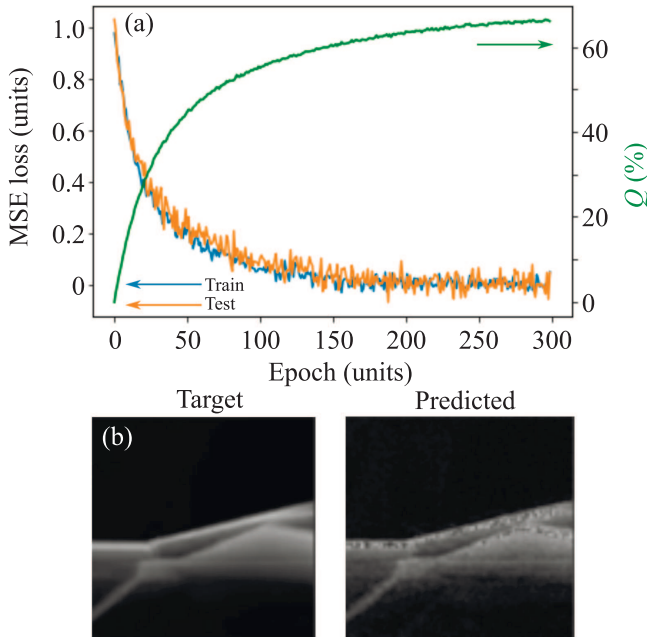 (a)
MSE loss (units)
1.0
0.8
0.6
0.4
0.2
0
Train
Test
60
40
20
0
Q (%)
0 50 100 150 200 250 300
Epoch (units)
Target Predicted
(b)